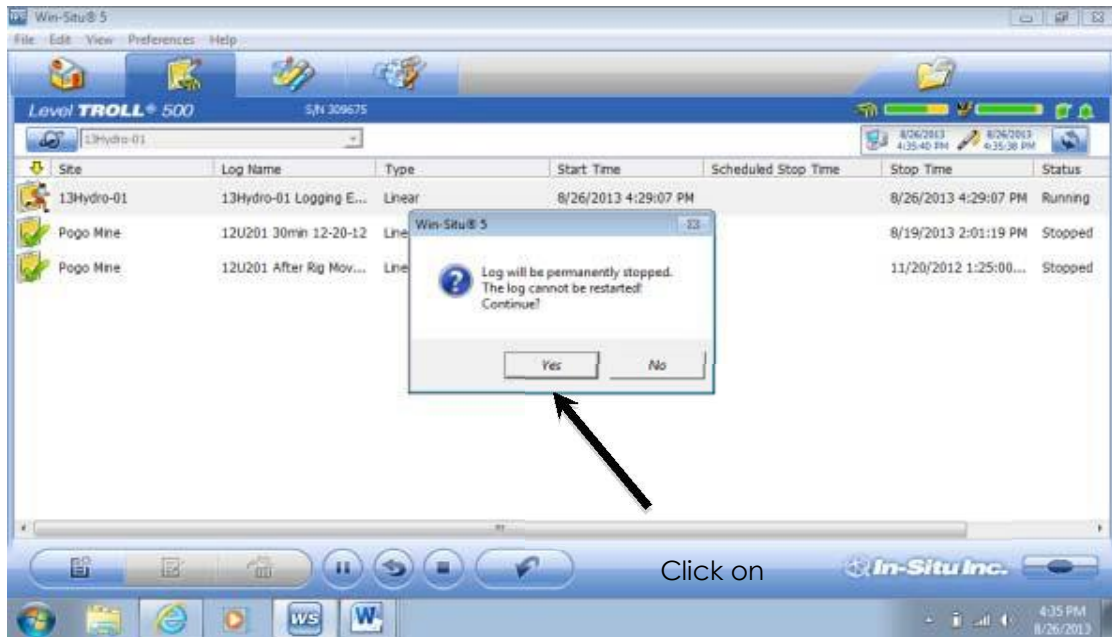 Win-Situ® 5
File Edit View Preferences Help
Level TROLL® 500 S/N 309675
13Hydro-01 8/26/2013 4:35:40 PM 8/26/2013 4:35:38 PM
Site Log Name Type Start Time Scheduled Stop Time Stop Time Status
13Hydro-01 13Hydro-01 Logging E... Linear 8/26/2013 4:29:07 PM 8/26/2013 4:29:07 PM Running
Pogo Mine 12U201 30min 12-20-12 Line 8/19/2013 2:01:19 PM Stopped
Pogo Mine 12U201 After Rig Mov... Line 11/20/2012 1:25:00... Stopped
Win-Situ® 5
Log will be permanently stopped.
The log cannot be restarted!
Continue?
Yes No
Click on
In-Situ Inc.
WS W
4:35 PM
8/26/2013